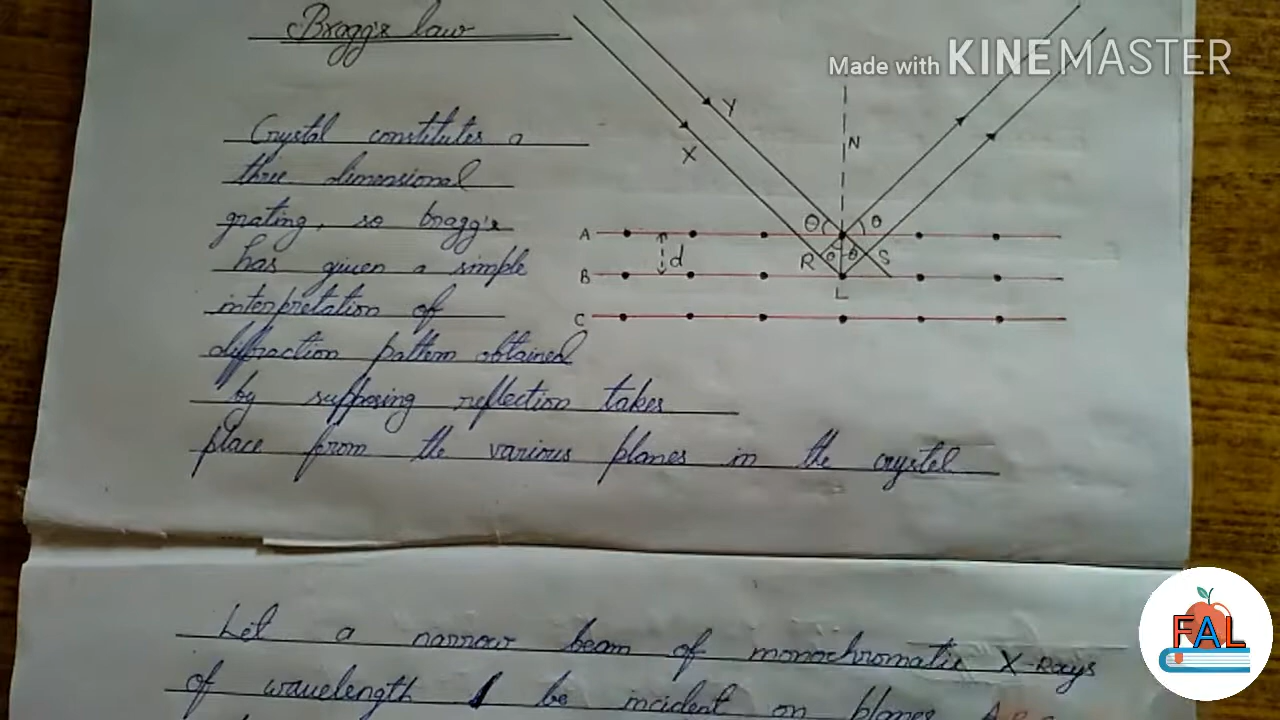 Bragg's law
Made with KINEMASTER
Crystal constitutes a
three dimensional
grating, so bragg's
has given a simple
interpretation of
diffraction pattern obtained
by supposing reflection takes
place from the various planes in the crystal
Y
X
N
θ θ
A
R θ θ S
d
B
L
C
Let a narrow beam of monochromatic X-Rays
of wavelength be incident on planes
FAL